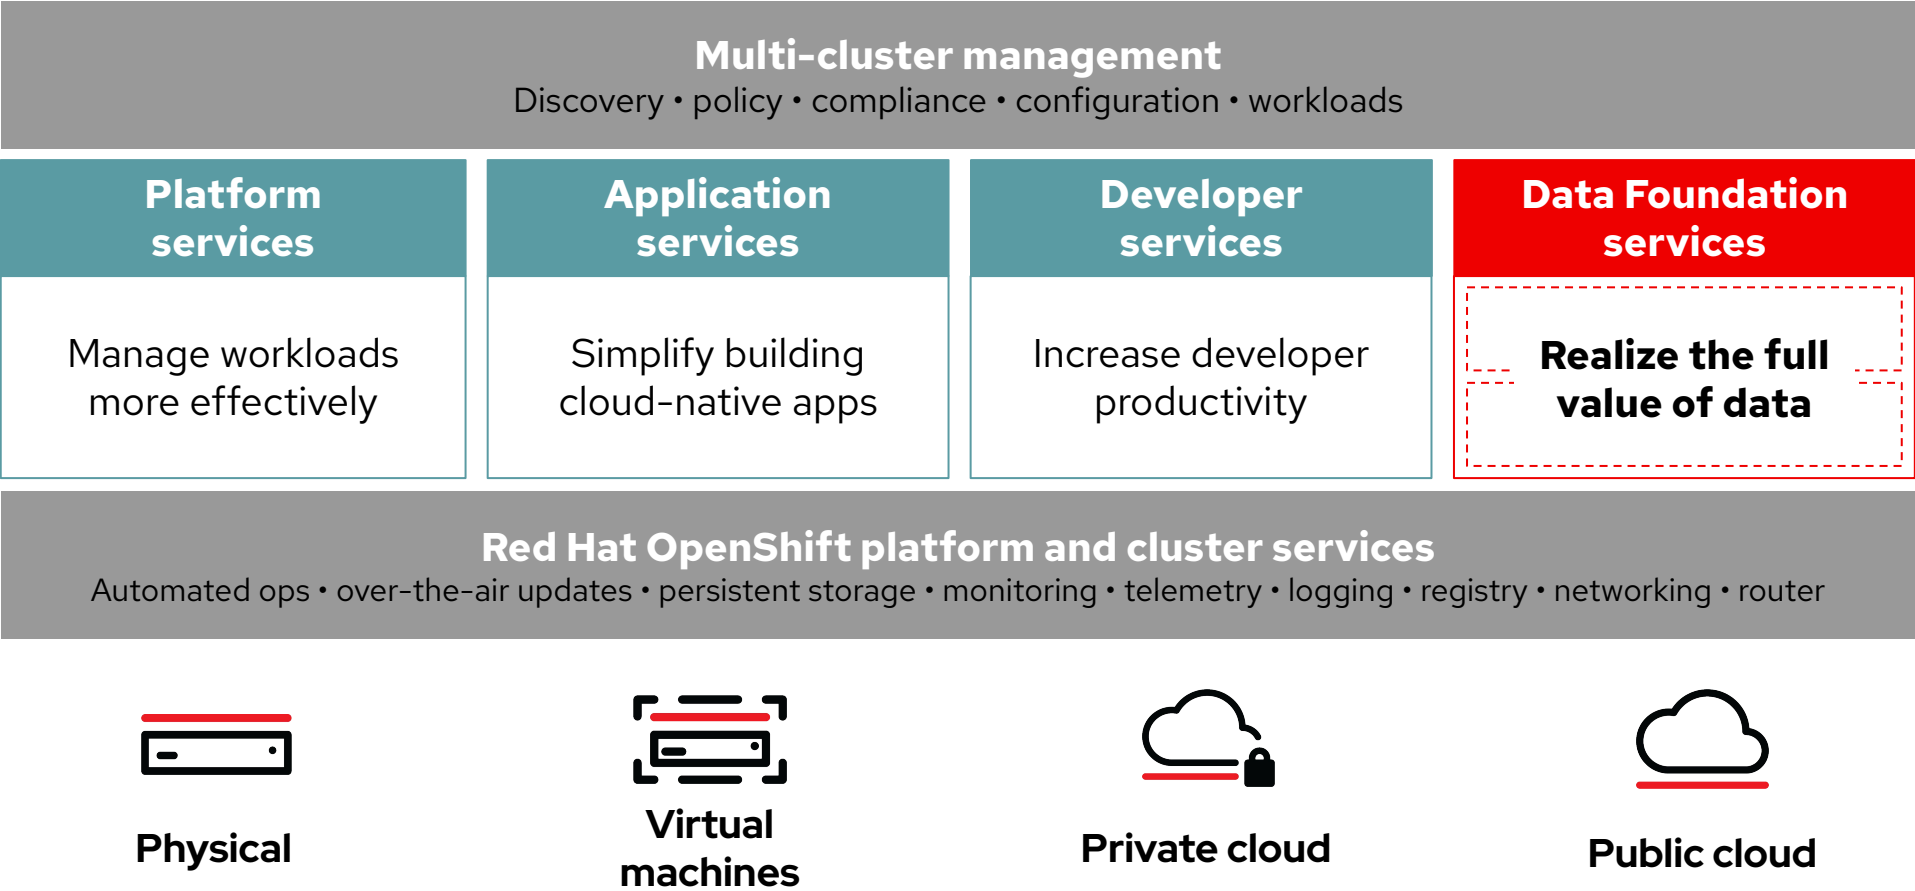 Multi-cluster management
Discovery • policy • compliance • configuration • workloads
Platform
services
Manage workloads
more effectively
Application
services
Simplify building
cloud-native apps
Developer
services
Increase developer
productivity
Data Foundation
services
Realize the full
value of data
Red Hat OpenShift platform and cluster services
Automated ops • over-the-air updates • persistent storage • monitoring • telemetry • logging • registry • networking • router
Physical
Virtual
machines
Private cloud
Public cloud